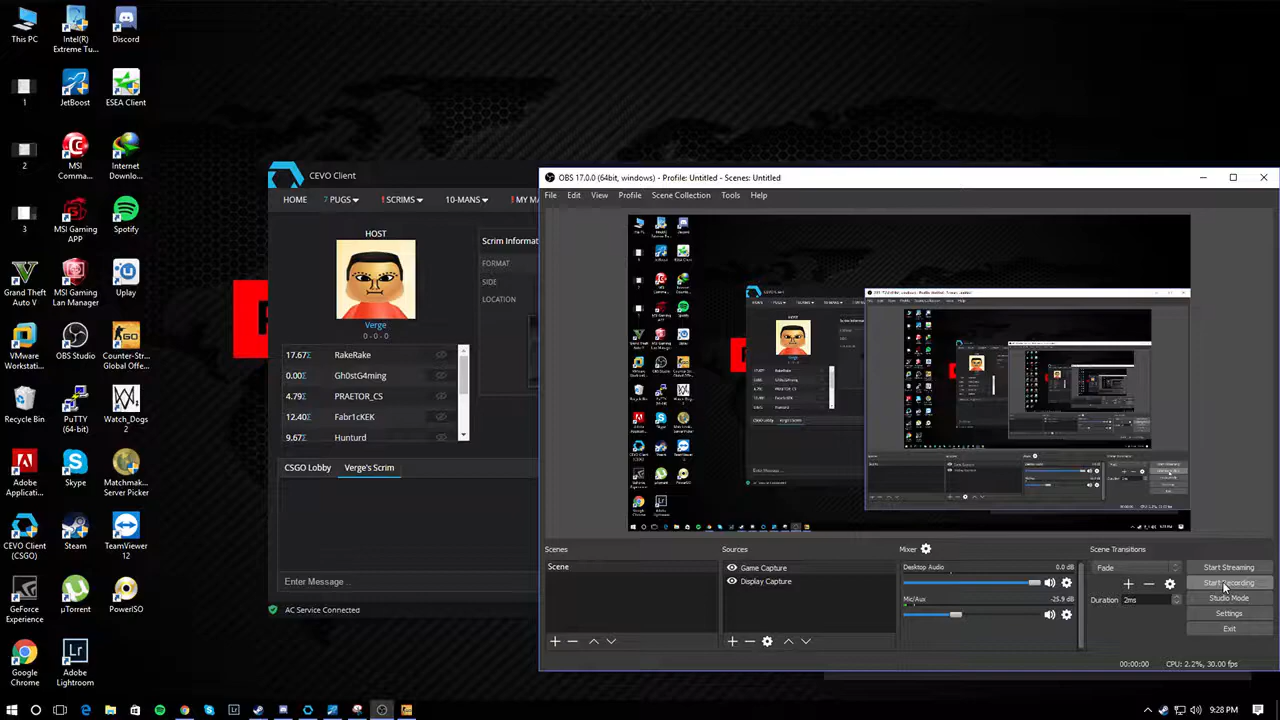 This PC
Intel(R) Extreme Tu...
Discord
1
JetBoost
ESEA Client
2
MSI Comma...
Internet Downlo...
3
MSI Gaming APP
Spotify
Grand Theft Auto V
MSI Gaming Lan Manager
Uplay
VMware Workstati...
OBS Studio
Counter-Str... Global Offe...
Recycle Bin
PuTTY (64-bit)
Watch_Dogs 2
Adobe Applicati...
Skype
Matchmak... Server Picker
CEVO Client (CSGO)
Steam
TeamViewer 12
GeForce Experience
µTorrent
PowerISO
Google Chrome
Adobe Lightroom
CEVO Client
HOME
PUGS
!SCRIMS
10-MANS
!MY M
HOST
Verge
0 - 0 - 0
RakeRake
Gh0stG4ming
4.79% PRAETOR_CS
12.40% Fabr1cKEK
9.67% Hunturd
CSGO Lobby
Verge's Scrim
Scrim Informat
FORMAT
SIDE
LOCATION
Enter Message ...
AC Service Connected
OBS 17.0.0 (64bit, windows) - Profile: Untitled - Scenes: Untitled
File Edit View Profile Scene Collection Tools Help
Scenes
Scene
Sources
Game Capture
Display Capture
Mixer
Desktop Audio 0.0 dB
Mic/Aux -25.9 dB
Scene Transitions
Fade
Duration 2ms
Start Streaming
Start Recording
Studio Mode
Settings
Exit
00:00:00 CPU: 2.2%, 30.00 fps
9:28 PM